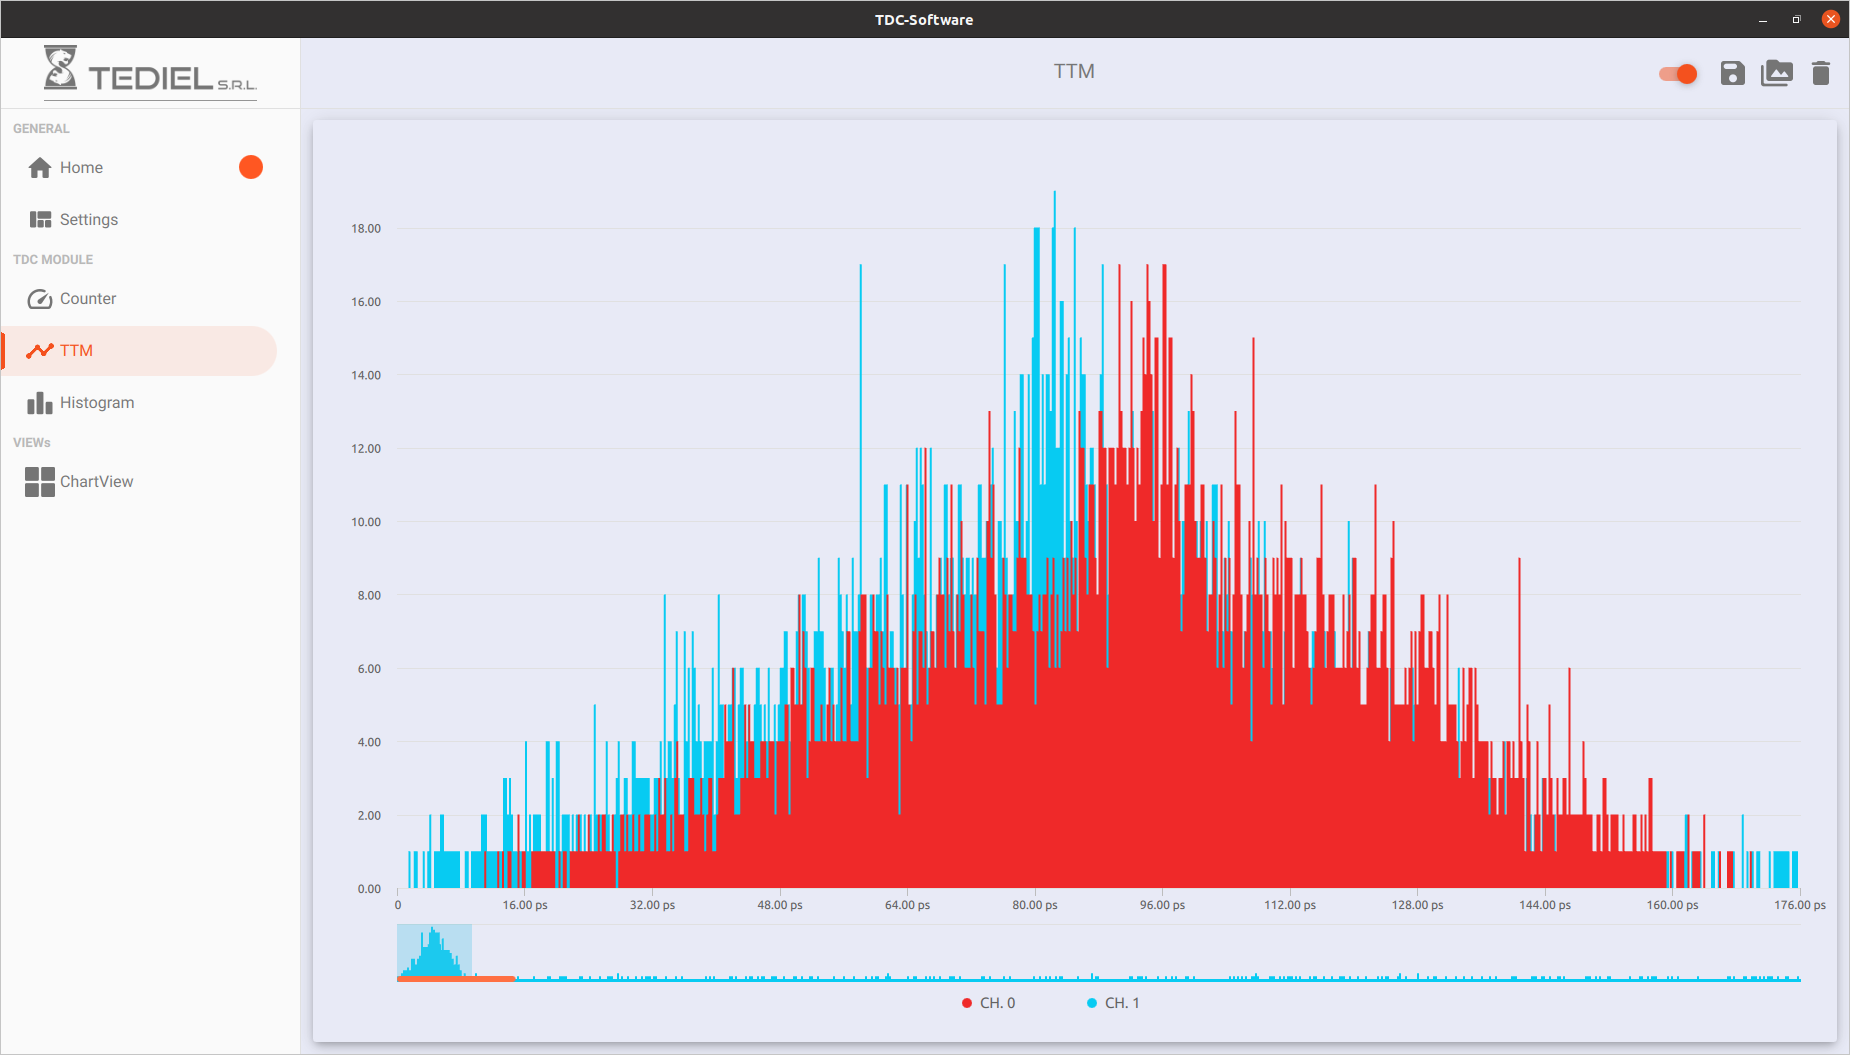 TDC-Software
TEDIEL S.R.L.
TTM
GENERAL
Home
Settings
TDC MODULE
Counter
TTM
Histogram
VIEWs
ChartView
18.00
16.00
14.00
12.00
10.00
8.00
6.00
4.00
2.00
0.00
0 16.00 ps 32.00 ps 48.00 ps 64.00 ps 80.00 ps 96.00 ps 112.00 ps 128.00 ps 144.00 ps 160.00 ps 176.00 ps
CH. 0 CH. 1